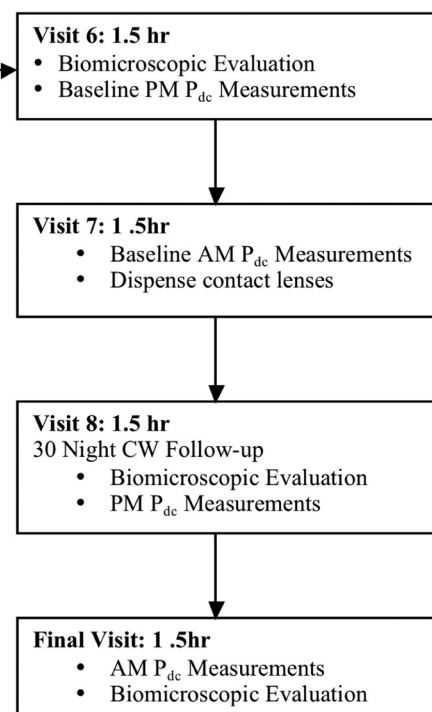 Visit 6: 1.5 hr
• Biomicroscopic Evaluation
• Baseline PM Pdc Measurements
Visit 7: 1 .5hr
• Baseline AM Pdc Measurements
• Dispense contact lenses
Visit 8: 1.5 hr
30 Night CW Follow-up
• Biomicroscopic Evaluation
• PM Pdc Measurements
Final Visit: 1 .5hr
• AM Pdc Measurements
• Biomicroscopic Evaluation